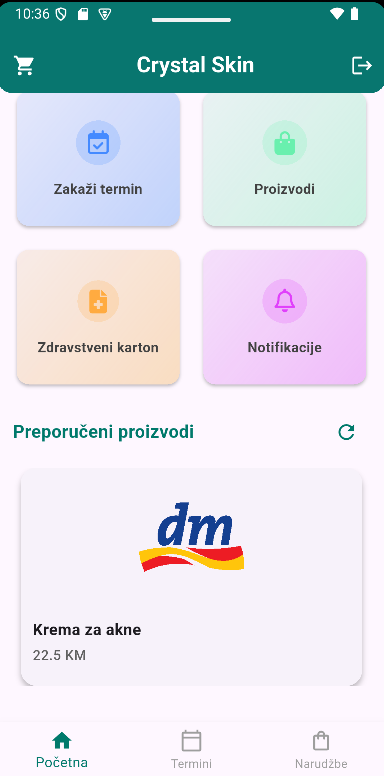 10:36
Crystal Skin
Zakaži termin
Proizvodi
Zdravstveni karton
Notifikacije
Preporučeni proizvodi
dm
Krema za akne
22.5 KM
Početna
Termini
Narudžbe